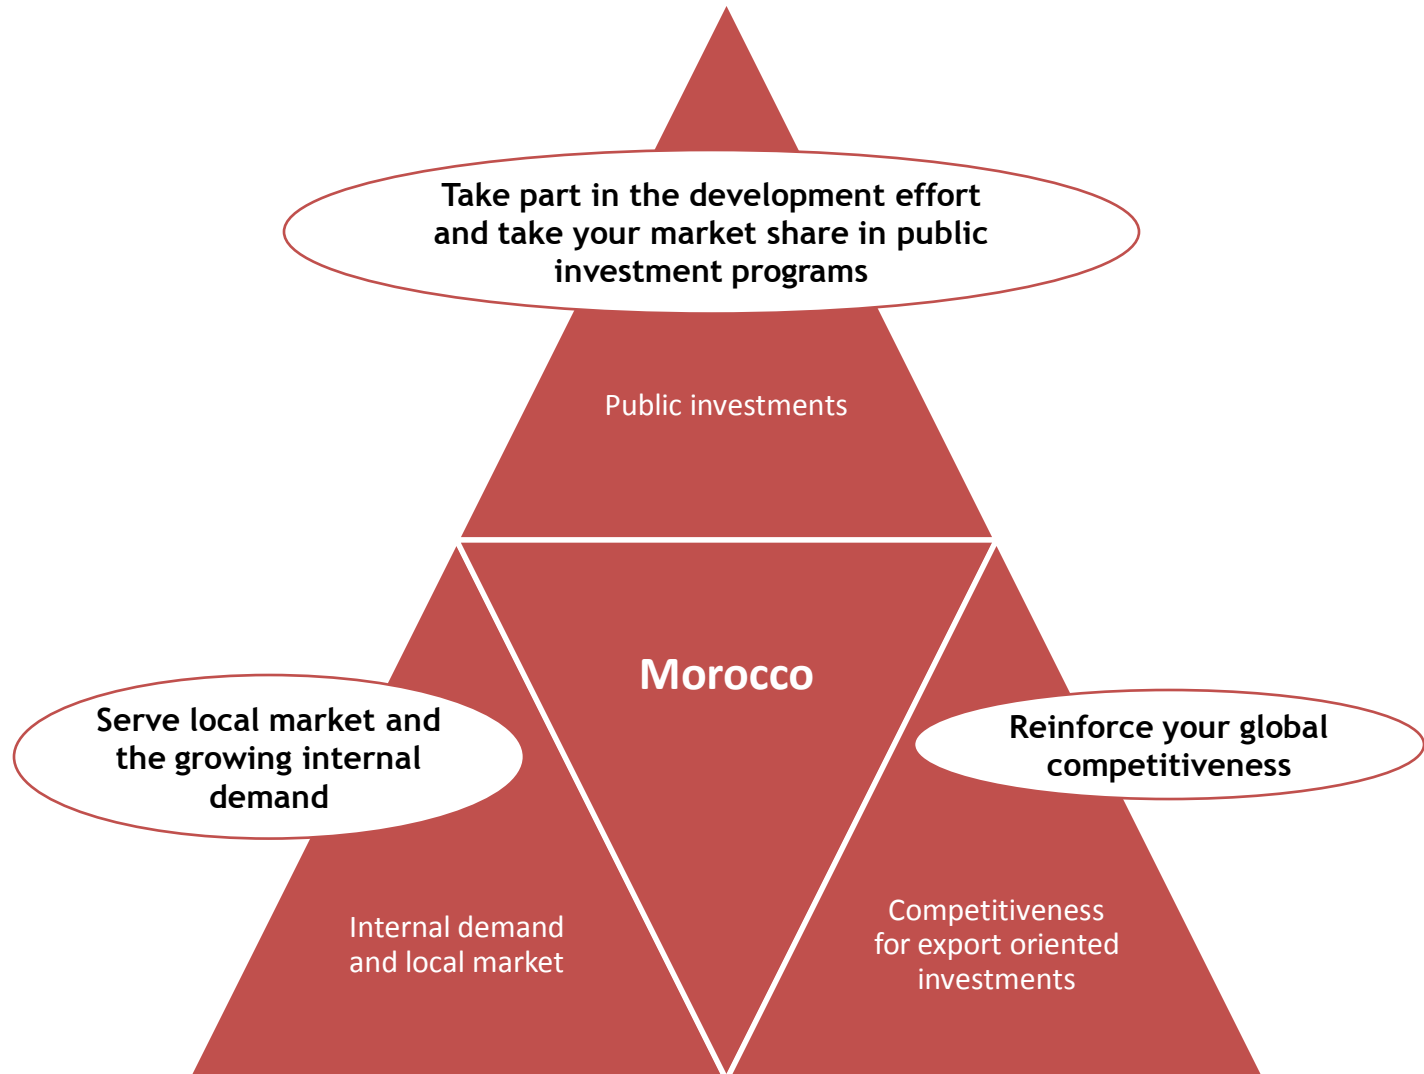 Take part in the development effort
and take your market share in public
investment programs
Public investments
Morocco
Serve local market and
the growing internal
demand
Reinforce your global
competitiveness
Internal demand
and local market
Competitiveness
for export oriented
investments